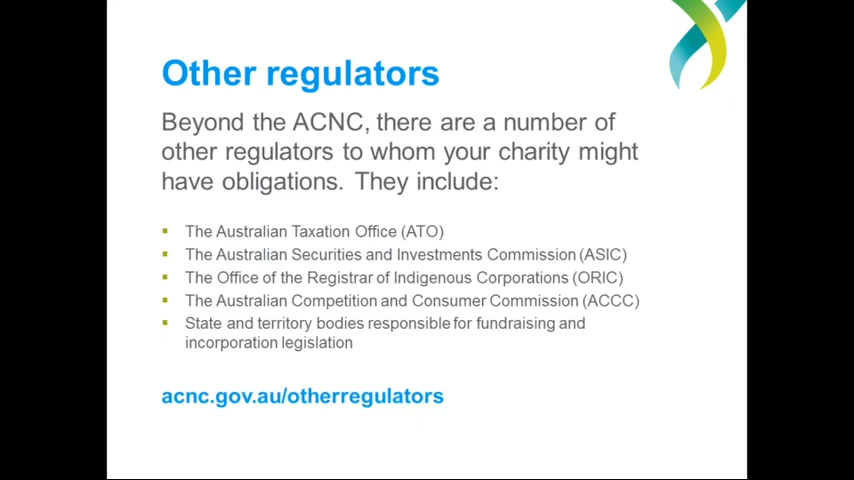 Other regulators
Beyond the ACNC, there are a number of
other regulators to whom your charity might
have obligations. They include:
▪ The Australian Taxation Office (ATO)
▪ The Australian Securities and Investments Commission (ASIC)
▪ The Office of the Registrar of Indigenous Corporations (ORIC)
▪ The Australian Competition and Consumer Commission (ACCC)
▪ State and territory bodies responsible for fundraising and
incorporation legislation
acnc.gov.au/otherregulators